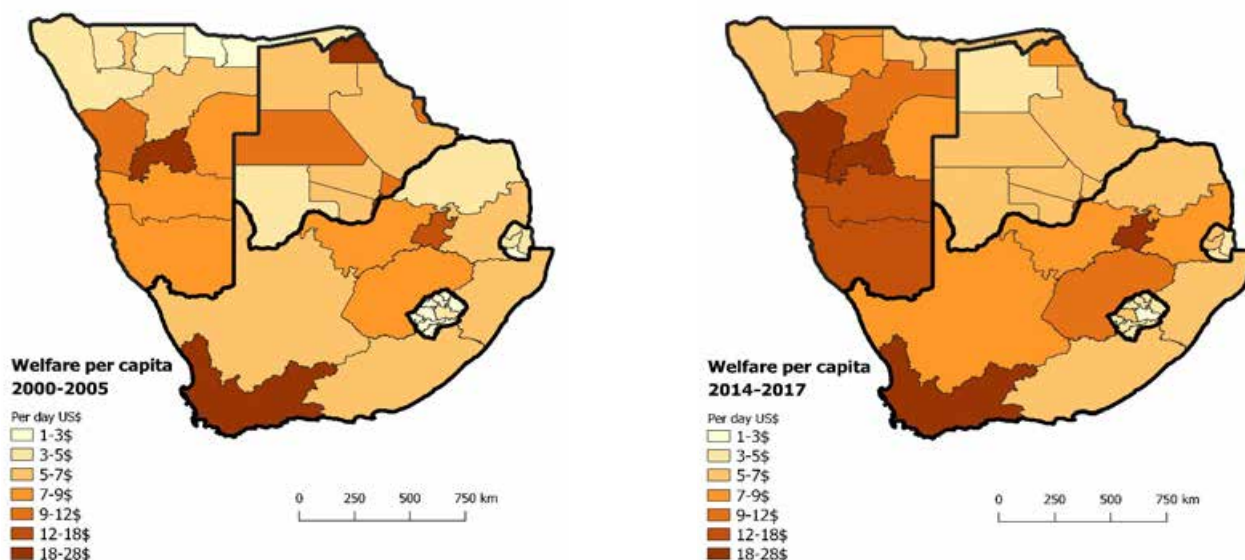 Welfare per capita
2000-2005
Per day US$
1-3$
3-5$
5-7$
7-9$
9-12$
12-18$
18-28$
0 250 500 750 km
Welfare per capita
2014-2017
Per day US$
1-3$
3-5$
5-7$
7-9$
9-12$
12-18$
18-28$
0 250 500 750 km